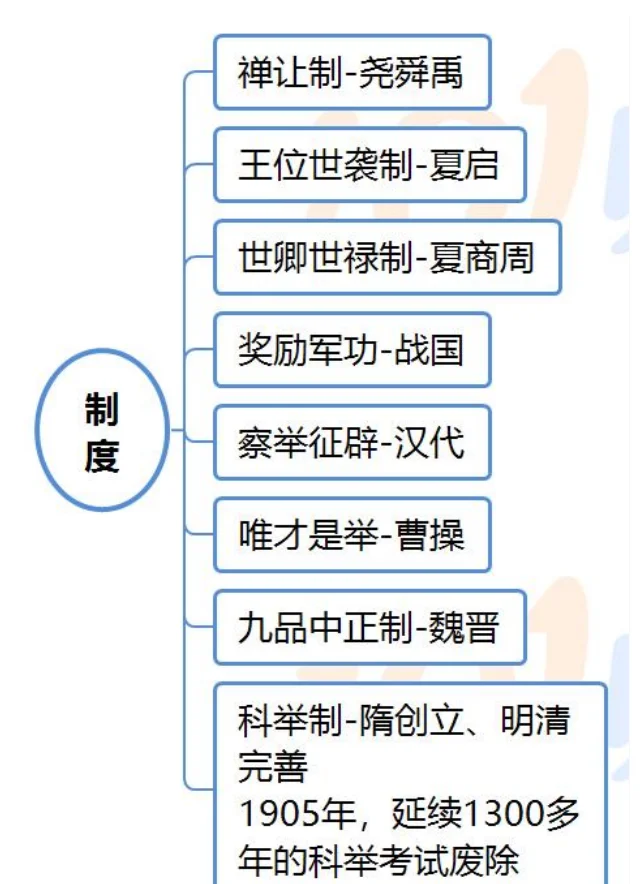 禅让制-尧舜禹
王位世袭制-夏启
世卿世禄制-夏商周
奖励军功-战国
制
度
察举征辟-汉代
唯才是举-曹操
九品中正制-魏晋
科举制-隋创立、明清
完善
1905年，延续1300多
年的科举考试废除